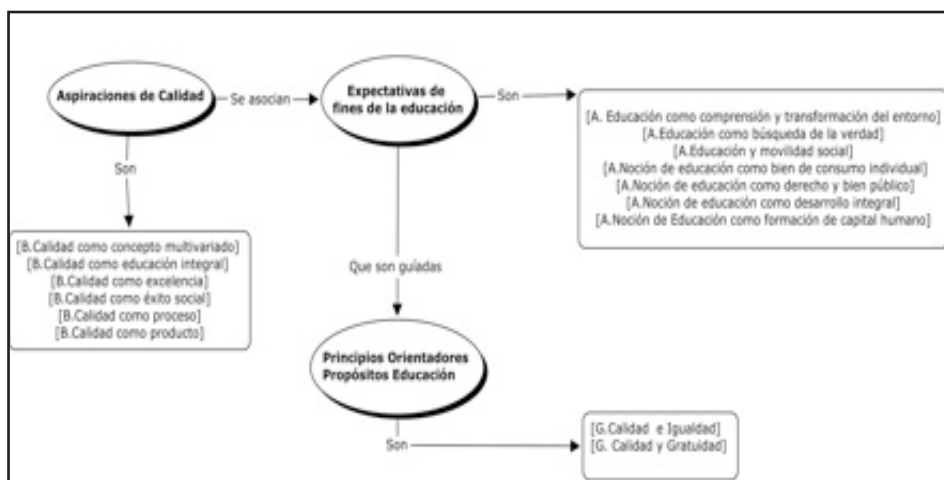 Aspiraciones de Calidad
Se asocian
Expectativas de
fines de la educación
Son
[A. Educación como comprensión y transformación del entorno]
[A.Educación como búsqueda de la verdad]
[A.Educación y movilidad social]
[A.Noción de educación como bien de consumo individual]
[A.Noción de educación como derecho y bien público]
[A.Noción de educación como desarrollo integral]
[A.Noción de Educación como formación de capital humano]
Son
[B.Calidad como concepto multivariado]
[B.Calidad como educación integral]
[B.Calidad como excelencia]
[B.Calidad como éxito social]
[B.Calidad como proceso]
[B.Calidad como producto]
Que son guíadas
Principios Orientadores
Propósitos Educación
Son
[G.Calidad e Igualdad]
[G. Calidad y Gratuidad]